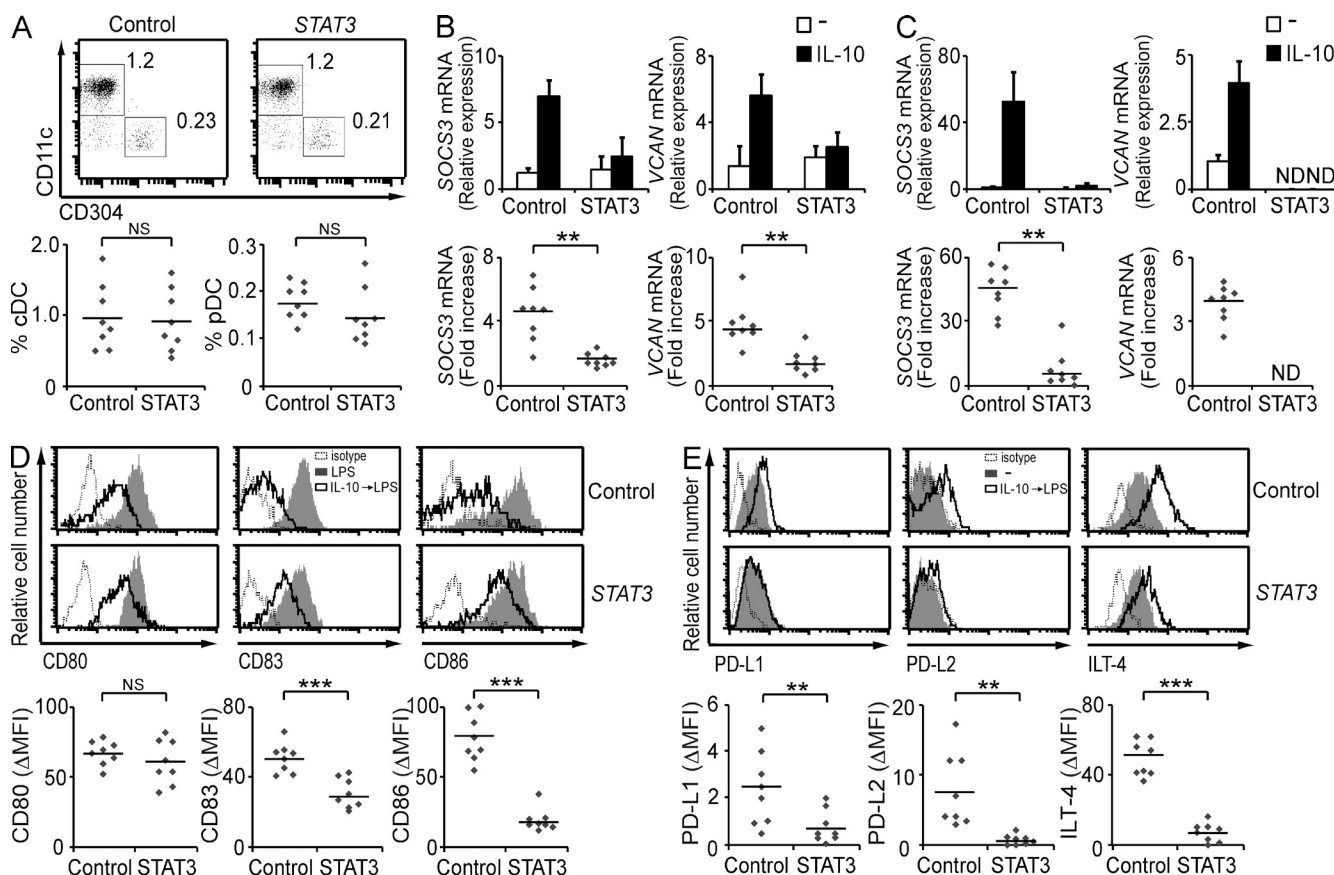 A
Control
STAT3
1.2
0.23
1.2
0.21
CD11c
CD304
NS
% cDC
2.0
1.0
0
Control STAT3
NS
% pDC
0.3
0.2
0.1
0
Control STAT3
B
-
IL-10
SOCS3 mRNA
(Relative expression)
10
5
0
Control STAT3
VCAN mRNA
(Relative expression)
8
4
0
Control STAT3
**
SOCS3 mRNA
(Fold increase)
8
4
0
Control STAT3
**
VCAN mRNA
(Fold increase)
10
5
0
Control STAT3
C
-
IL-10
SOCS3 mRNA
(Relative expression)
80
40
0
Control STAT3
VCAN mRNA
(Relative expression)
5
2.5
0
NDND
Control STAT3
**
SOCS3 mRNA
(Fold increase)
60
30
0
Control STAT3
VCAN mRNA
(Fold increase)
6
3
0
ND
Control STAT3
D
Relative cell number
isotype
LPS
IL-10→LPS
Control
STAT3
CD80
CD83
CD86
NS
CD80 (ΔMFI)
100
50
0
Control STAT3
***
CD83 (ΔMFI)
80
40
0
Control STAT3
***
CD86 (ΔMFI)
100
50
0
Control STAT3
E
Relative cell number
isotype
-
IL-10→LPS
Control
STAT3
PD-L1
PD-L2
ILT-4
**
PD-L1 (ΔMFI)
6
4
2
0
Control STAT3
**
PD-L2 (ΔMFI)
20
10
0
Control STAT3
***
ILT-4 (ΔMFI)
80
40
0
Control STAT3